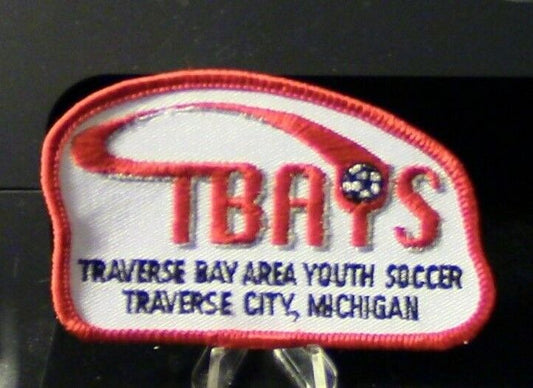 TBAYS
TRAVERSE BAY AREA YOUTH SOCCER
TRAVERSE CITY, MICHIGAN